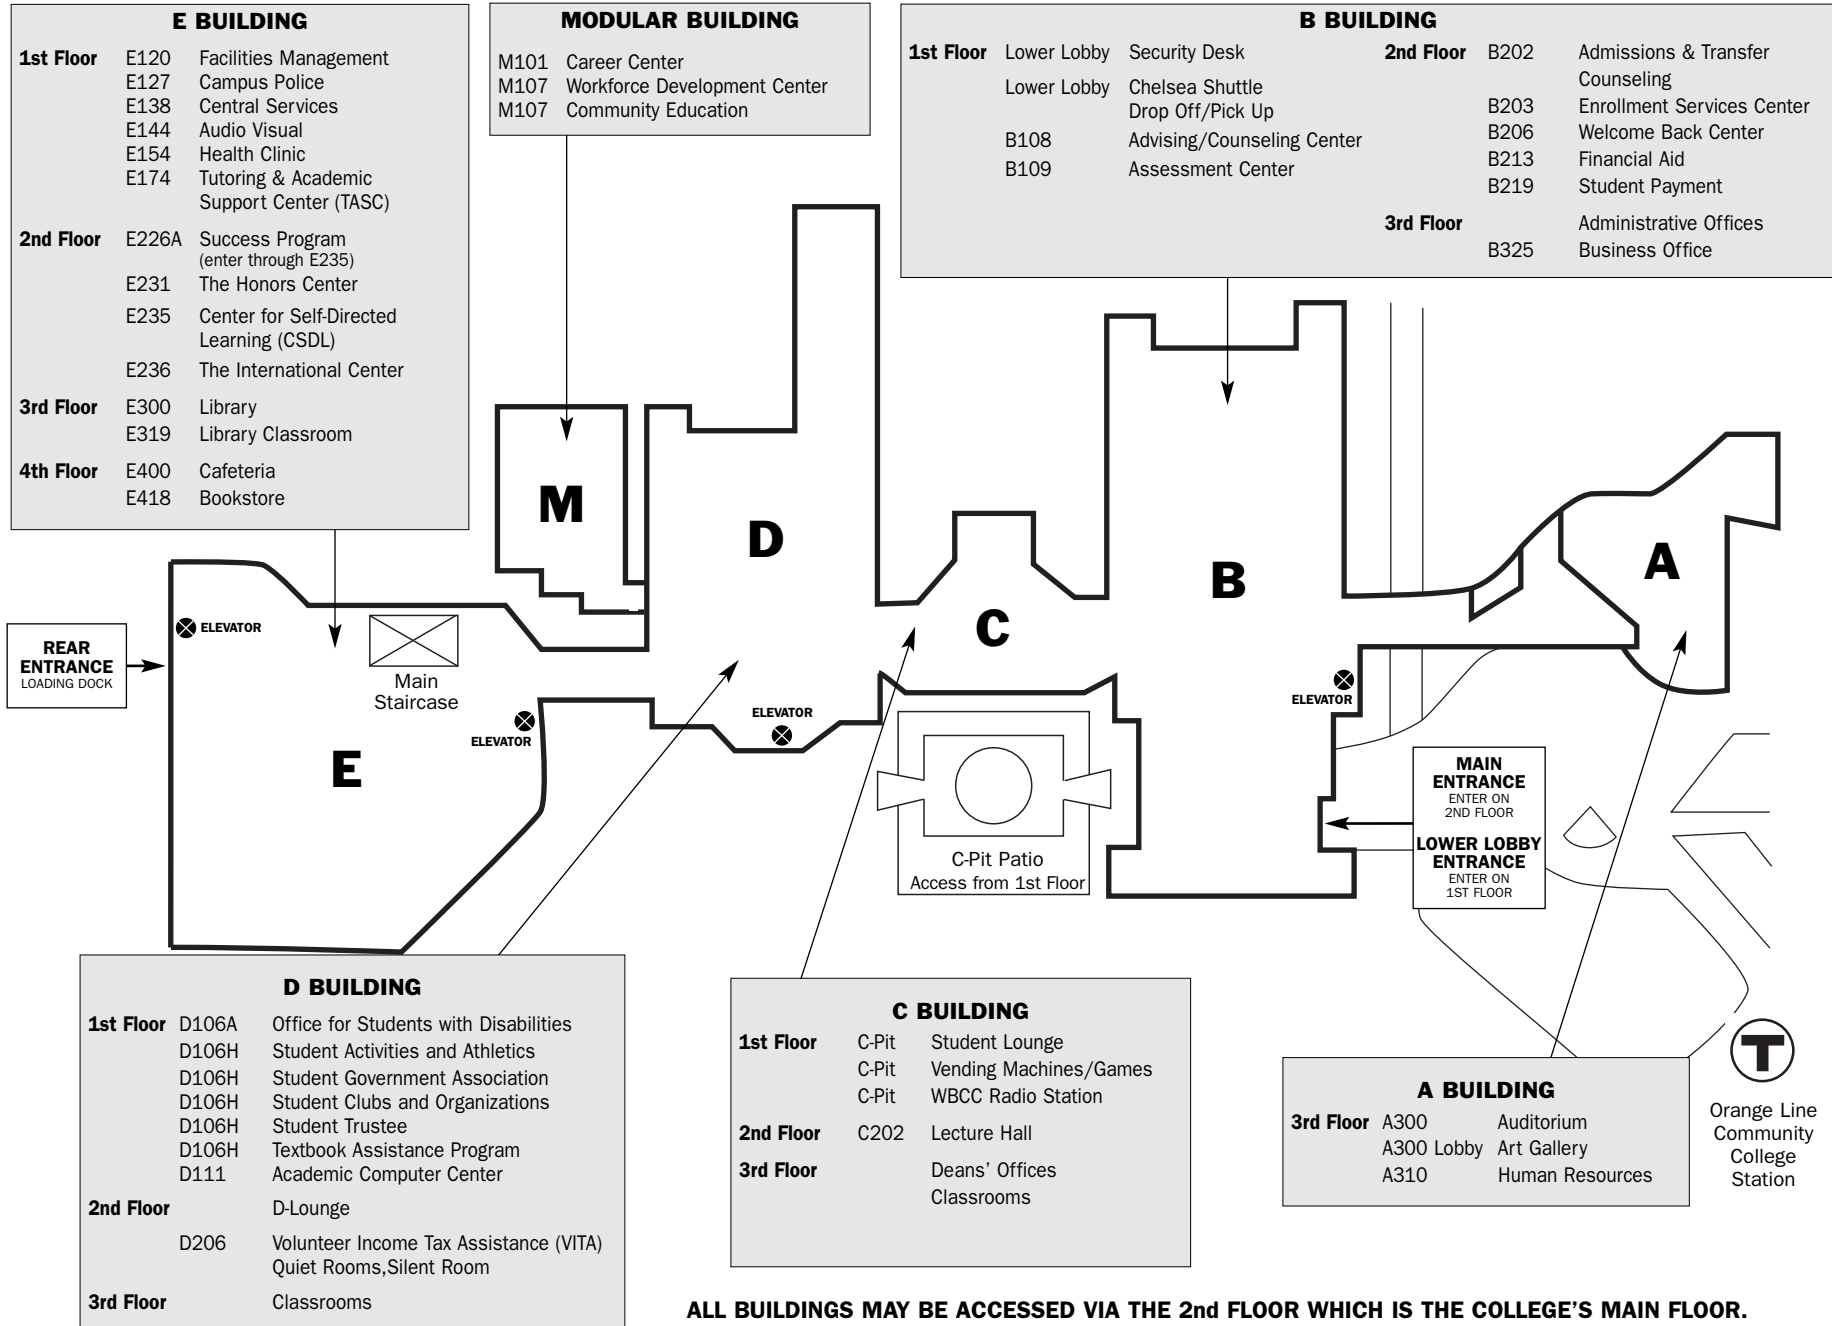 E BUILDING
1st Floor E120 Facilities Management
E127 Campus Police
E138 Central Services
E144 Audio Visual
E154 Health Clinic
E174 Tutoring & Academic
Support Center (TASC)
2nd Floor E226A Success Program
(enter through E235)
E231 The Honors Center
E235 Center for Self-Directed
Learning (CSDL)
E236 The International Center
3rd Floor E300 Library
E319 Library Classroom
4th Floor E400 Cafeteria
E418 Bookstore
MODULAR BUILDING
M101 Career Center
M107 Workforce Development Center
M107 Community Education
B BUILDING
1st Floor Lower Lobby Security Desk
Lower Lobby Chelsea Shuttle
Drop Off/Pick Up
B108 Advising/Counseling Center
B109 Assessment Center
2nd Floor B202 Admissions & Transfer
Counseling
B203 Enrollment Services Center
B206 Welcome Back Center
B213 Financial Aid
B219 Student Payment
3rd Floor Administrative Offices
B325 Business Office
M
D
B
A
C
E
REAR
ENTRANCE
LOADING DOCK
ELEVATOR
Main
Staircase
ELEVATOR
ELEVATOR
ELEVATOR
C-Pit Patio
Access from 1st Floor
MAIN
ENTRANCE
ENTER ON
2ND FLOOR
LOWER LOBBY
ENTRANCE
ENTER ON
1ST FLOOR
D BUILDING
1st Floor D106A Office for Students with Disabilities
D106H Student Activities and Athletics
D106H Student Government Association
D106H Student Clubs and Organizations
D106H Student Trustee
D106H Textbook Assistance Program
D111 Academic Computer Center
2nd Floor D-Lounge
D206 Volunteer Income Tax Assistance (VITA)
Quiet Rooms,Silent Room
3rd Floor Classrooms
C BUILDING
1st Floor C-Pit Student Lounge
C-Pit Vending Machines/Games
C-Pit WBCC Radio Station
2nd Floor C202 Lecture Hall
3rd Floor Deans' Offices
Classrooms
A BUILDING
3rd Floor A300 Auditorium
A300 Lobby Art Gallery
A310 Human Resources
T
Orange Line
Community
College
Station
ALL BUILDINGS MAY BE ACCESSED VIA THE 2nd FLOOR WHICH IS THE COLLEGE'S MAIN FLOOR.